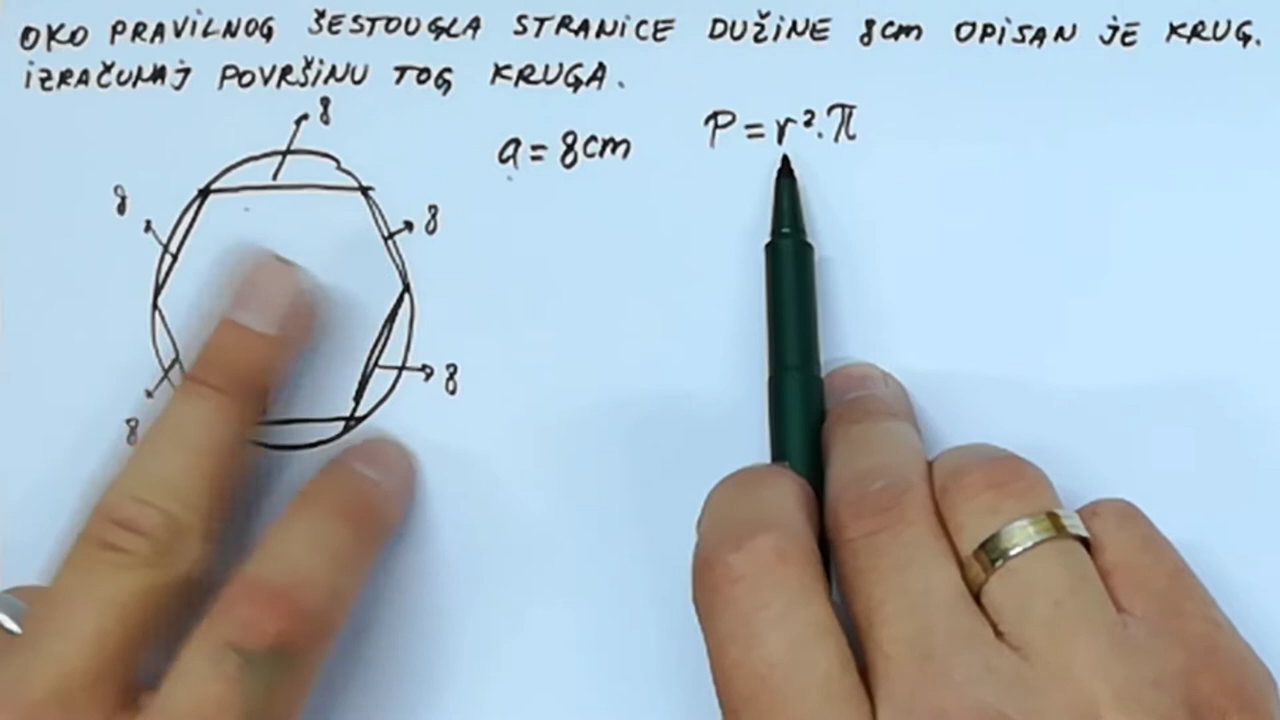 OKO PRAVILNOG ŠESTOUGLA STRANICE DUŽINE 8cm OPISAN JE KRUG.
IZRAČUNAJ POVRŠINU TOG KRUGA.
8
a = 8cm
P = r². π
8
8
8
8